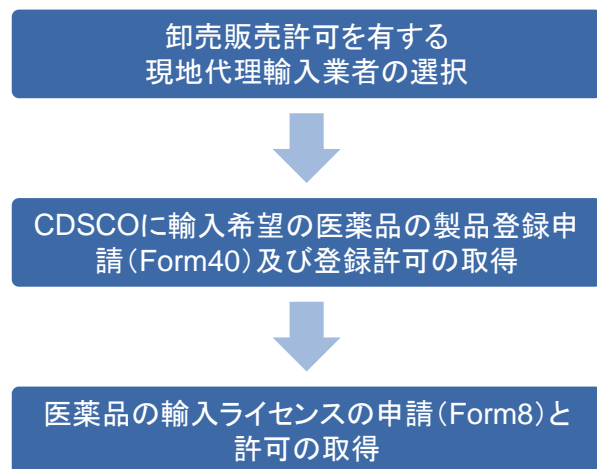 卸売販売許可を有する
現地代理輸入業者の選択
CDSCOに輸入希望の医薬品の製品登録申
請（Form40）及び登録許可の取得
医薬品の輸入ライセンスの申請（Form8）と
許可の取得